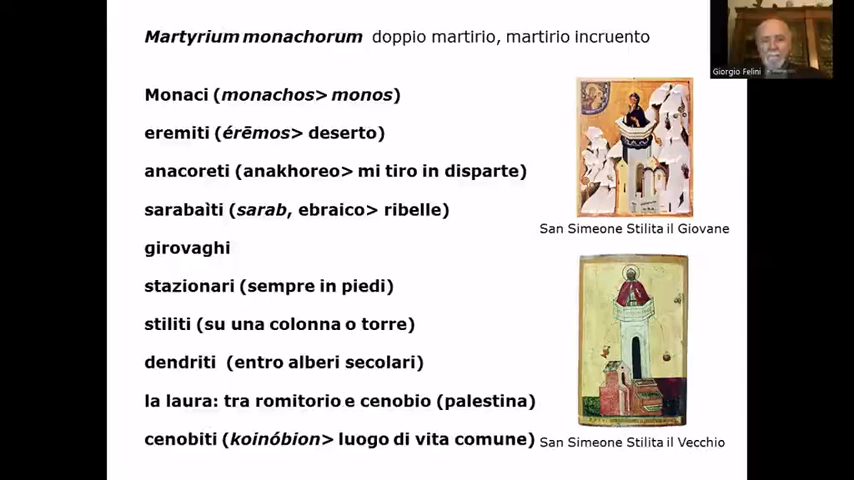 Martyrium monachorum doppio martirio, martirio incruento
Giorgio Felini
Monaci (monachos> monos)
eremiti (érēmos> deserto)
anacoreti (anakhoreo> mi tiro in disparte)
sarabaìti (sarab, ebraico> ribelle)
girovaghi
stazionari (sempre in piedi)
stiliti (su una colonna o torre)
dendriti (entro alberi secolari)
la laura: tra romitorio e cenobio (palestina)
cenobiti (koinóbion> luogo di vita comune)
San Simeone Stilita il Giovane
San Simeone Stilita il Vecchio